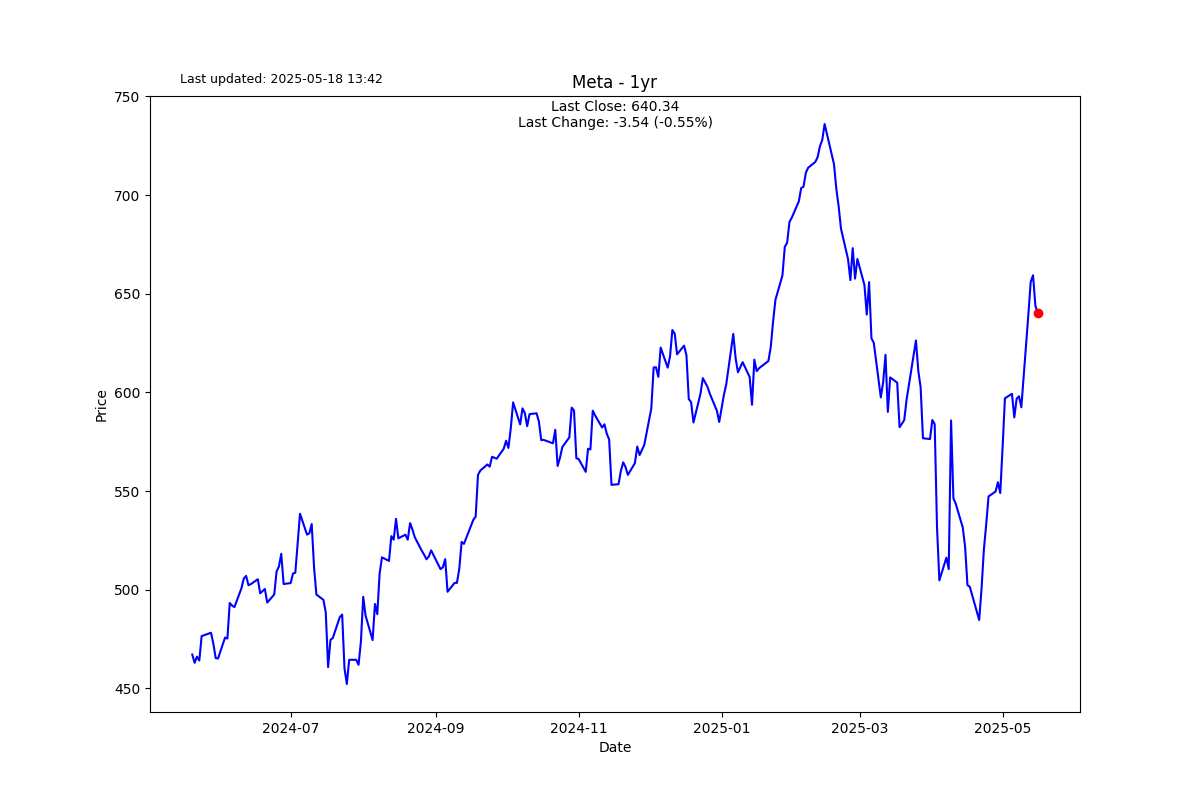 Last updated: 2025-05-18 13:42
Meta - 1yr
Last Close: 640.34
Last Change: -3.54 (-0.55%)
Price
750
700
650
600
550
500
450
2024-07
2024-09
2024-11
2025-01
2025-03
2025-05
Date